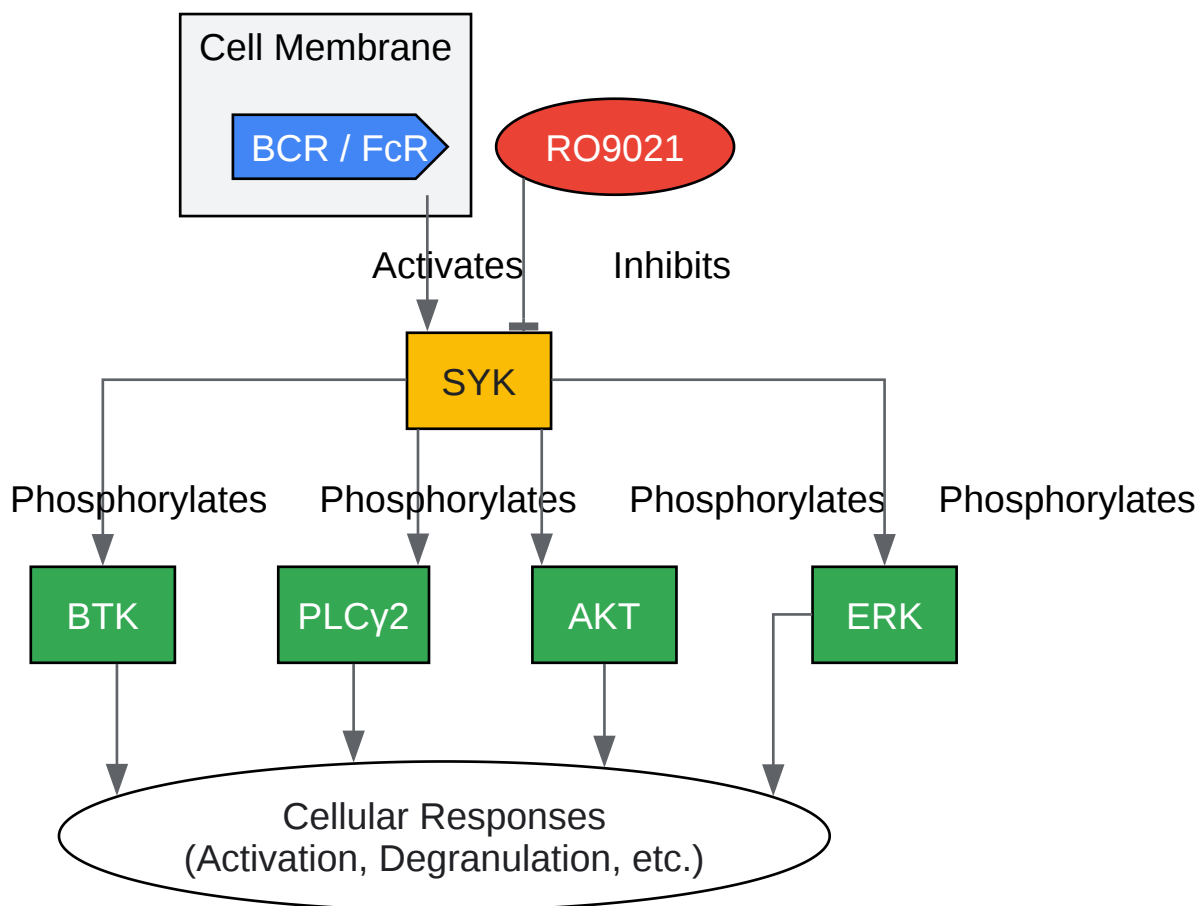 Cell Membrane
BCR / FcR
RO9021
Activates
Inhibits
SYK
Phosphorylates
Phosphorylates
Phosphorylates
Phosphorylates
BTK
PLCγ2
AKT
ERK
Cellular Responses
(Activation, Degranulation, etc.)